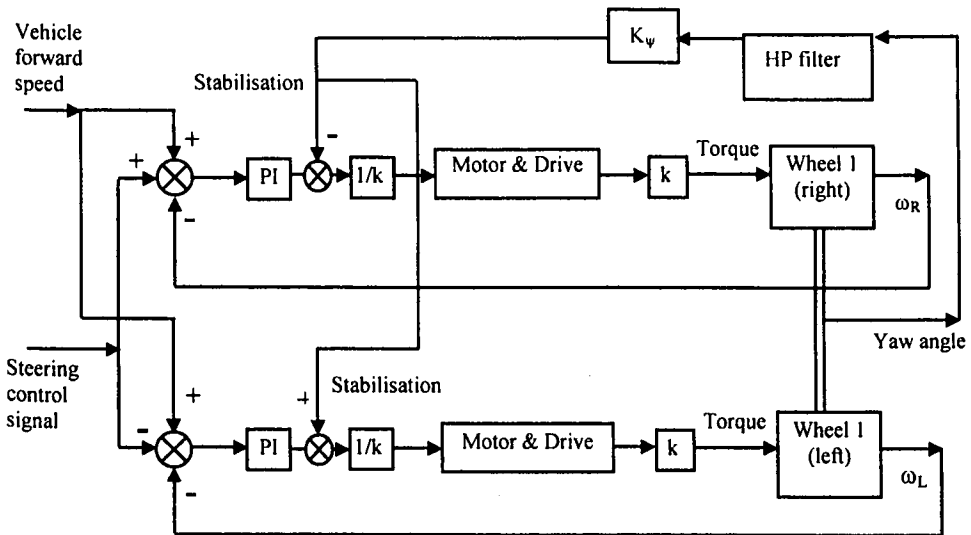 Vehicle
forward
speed
Stabilisation
Kψ
HP filter
+
+
-
-
PI
1/k
Motor & Drive
k
Torque
Wheel 1
(right)
ωR
Yaw angle
Steering
control
signal
+
-
-
+
Stabilisation
PI
1/k
Motor & Drive
k
Torque
Wheel 1
(left)
ωL